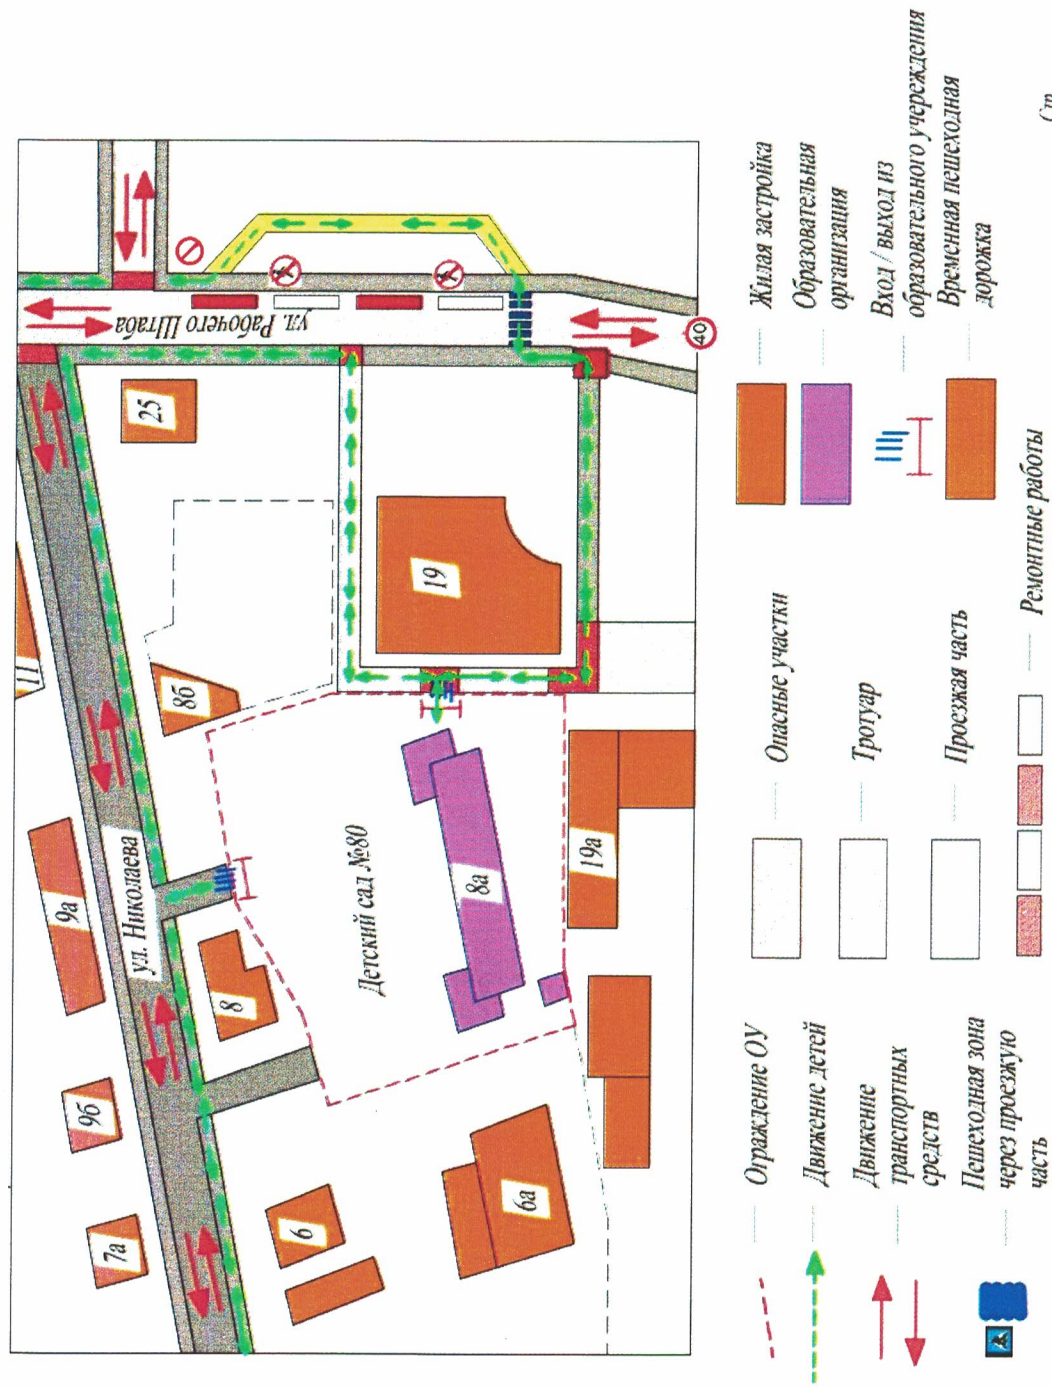 11
9а
9б
7а
ул. Николаева
25
ул. Рабочего Штаба
8б
8
6
6а
Детский сад №80
8а
19
19а
40
Ограждение ОУ
Движение детей
Движение
транспортных
средств
Пешеходная зона
через проезжую
часть
Опасные участки
Тротуар
Проезжая часть
Ремонтные работы
Жилая застройка
Образовательная
организация
Вход / выход из
образовательного учереждения
Временная пешеходная
дорожка